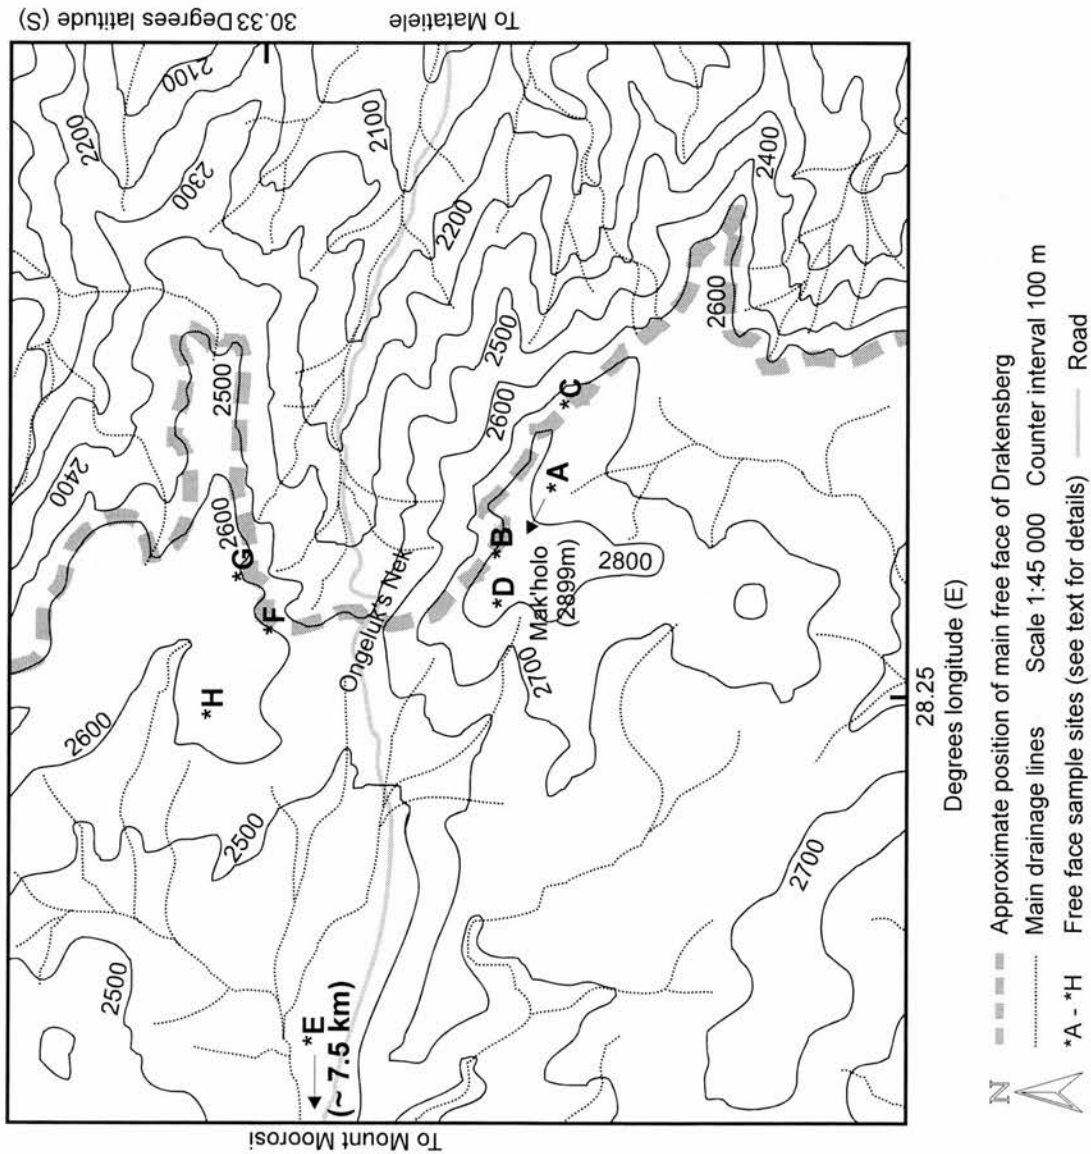 To Mount Moorosi
To Matatiele
30.33 Degrees latitude (S)
2500
2600
2500
2400
2200
2300
2100
2600
2500
2100
*H
*G
*F
*E
(~ 7.5 km)
Ongeluk's Nek
2200
2500
2600
*D
*B
*A
*C
Mak'holo
(2899m)
2700
2800
2600
2400
2700
28.25
Degrees longitude (E)
N
Approximate position of main free face of Drakensberg
Main drainage lines Scale 1:45 000 Counter interval 100 m
*A - *H Free face sample sites (see text for details) Road